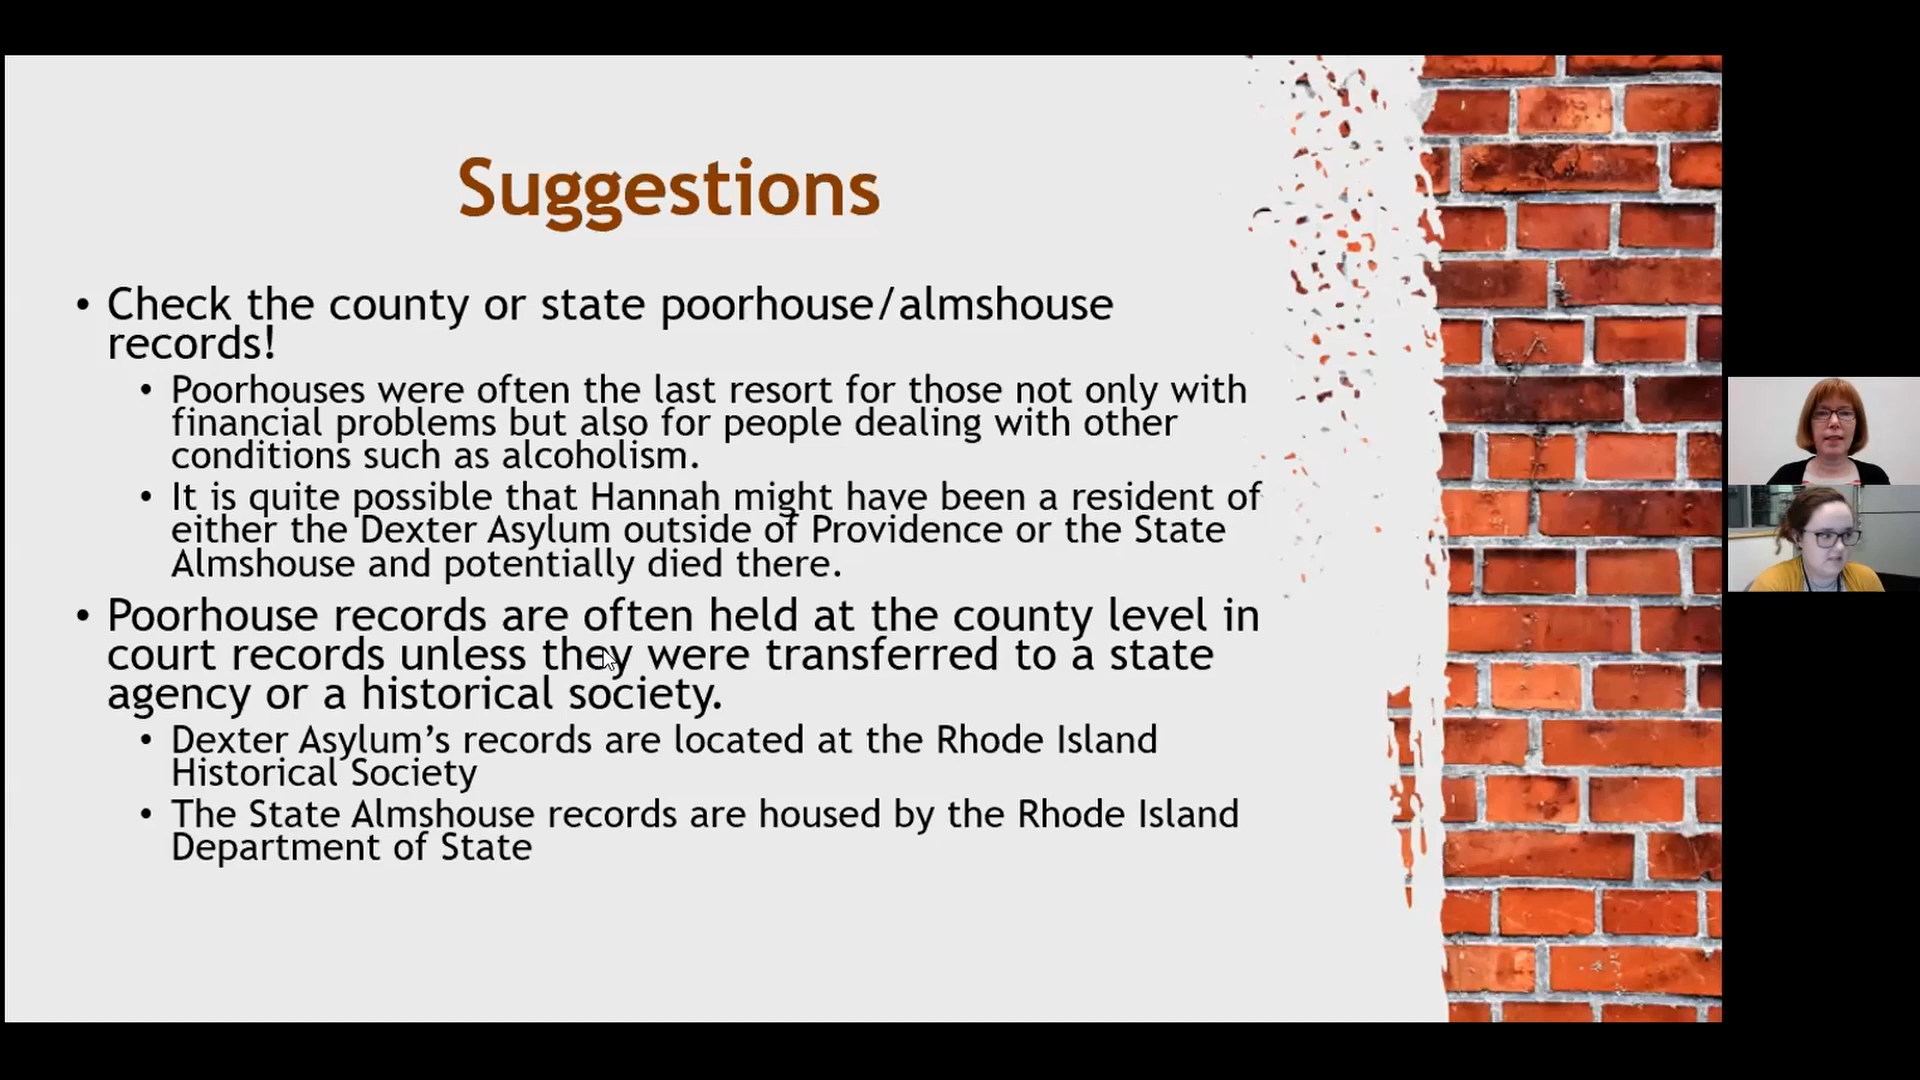 Suggestions
• Check the county or state poorhouse/almshouse
records!
• Poorhouses were often the last resort for those not only with
financial problems but also for people dealing with other
conditions such as alcoholism.
• It is quite possible that Hannah might have been a resident of
either the Dexter Asylum outside of Providence or the State
Almshouse and potentially died there.
• Poorhouse records are often held at the county level in
court records unless they were transferred to a state
agency or a historical society.
• Dexter Asylum’s records are located at the Rhode Island
Historical Society
• The State Almshouse records are housed by the Rhode Island
Department of State